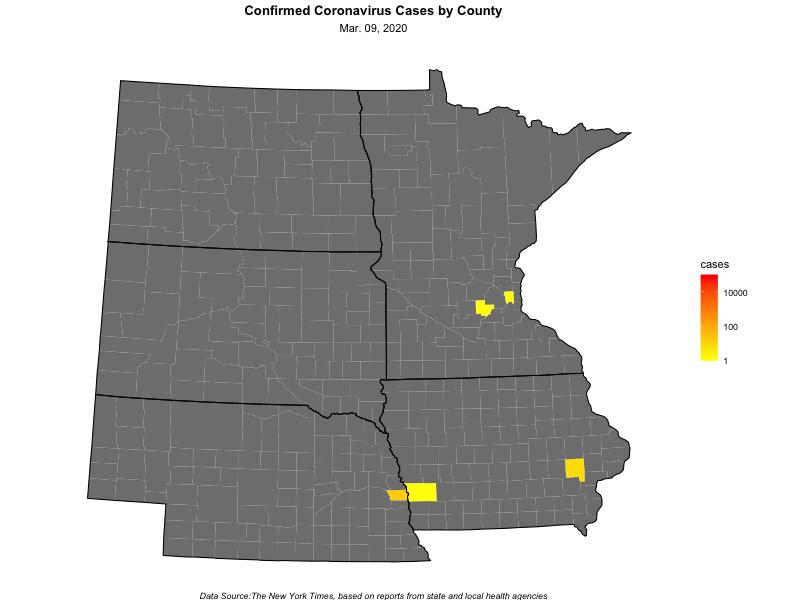 Confirmed Coronavirus Cases by County
Mar. 09, 2020
cases
10000
100
1
Data Source:The New York Times, based on reports from state and local health agencies